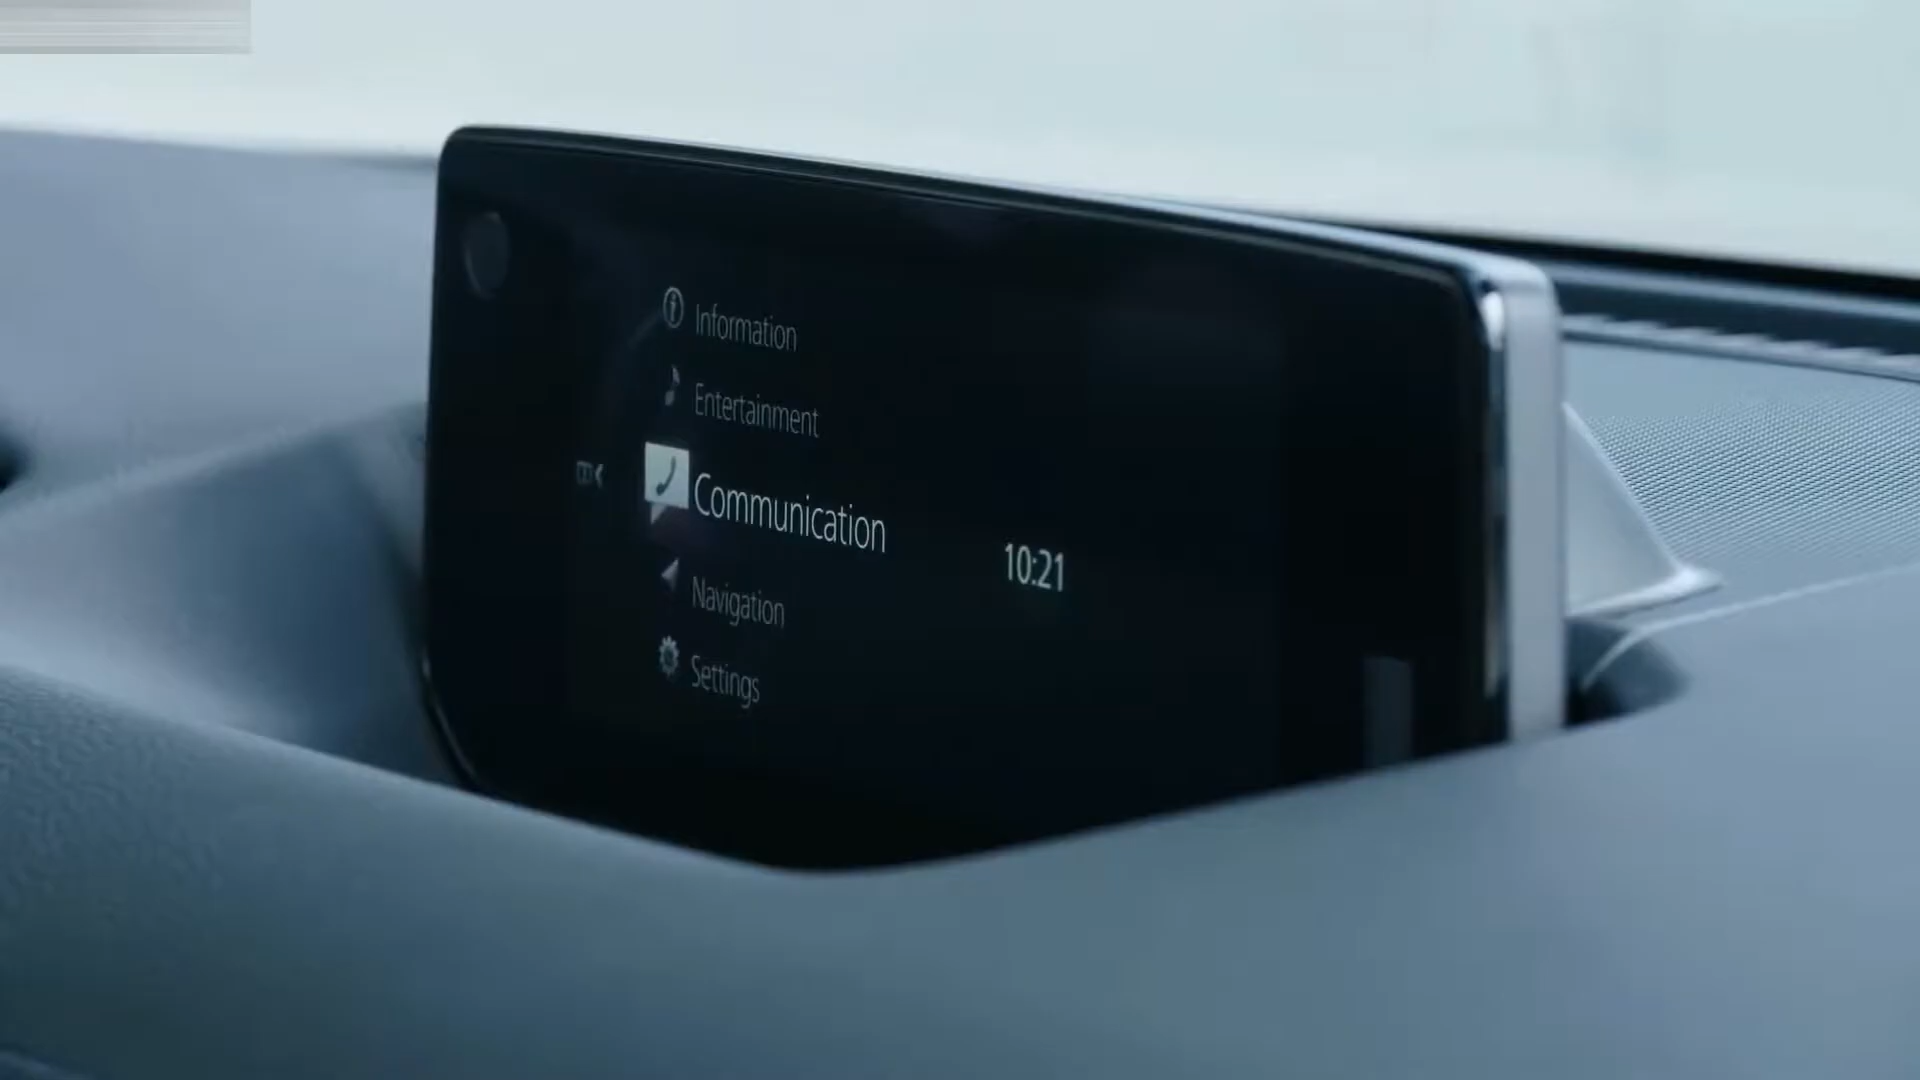 Information
Entertainment
Communication
10:21
Navigation
Settings